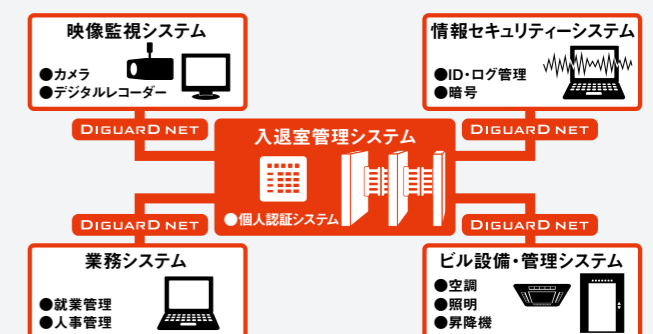 映像監視システム
●カメラ
●デジタルレコーダー
情報セキュリティーシステム
●ID・ログ管理
●暗号
DIGUARD NET
DIGUARD NET
入退室管理システム
●個人認証システム
DIGUARD NET
DIGUARD NET
業務システム
●就業管理
●人事管理
ビル設備・管理システム
●空調
●照明
●昇降機